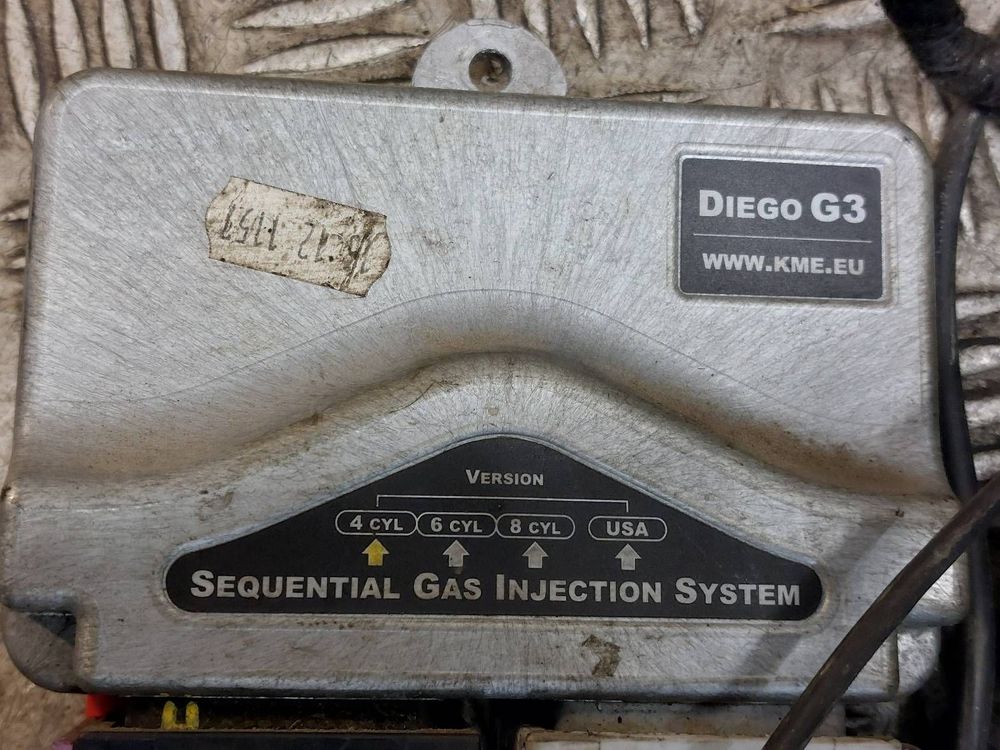 DIEGO G3
WWW.KME.EU
VERSION
4 CYL 6 CYL 8 CYL USA
SEQUENTIAL GAS INJECTION SYSTEM